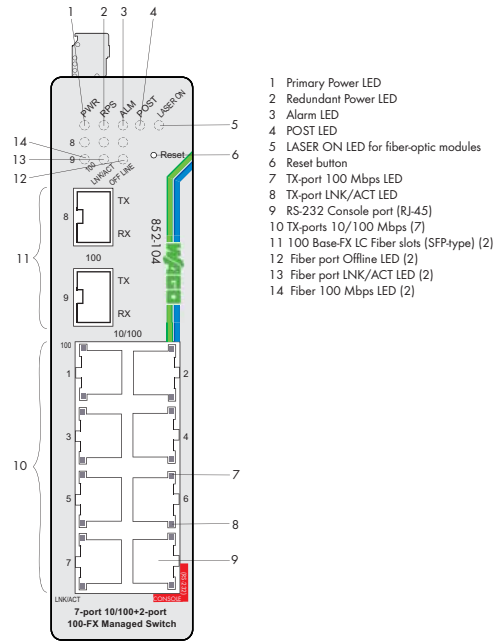 1 2 3 4
PWR RPS ALM POST LASER ON
8
9
100 LNK/ACT OFF LINE
Reset
14
13
12
5
6
8
TX
RX
100
9
TX
RX
10/100
11
852-104
WAGO
100
1 2
3 4
5 6
7
10
7
8
9
LNK/ACT
CONSOLE
(RS-232)
7-port 10/100+2-port
100-FX Managed Switch
1 Primary Power LED
2 Redundant Power LED
3 Alarm LED
4 POST LED
5 LASER ON LED for fiber-optic modules
6 Reset button
7 TX-port 100 Mbps LED
8 TX-port LNK/ACT LED
9 RS-232 Console port (RJ-45)
10 TX-ports 10/100 Mbps (7)
11 100 Base-FX LC Fiber slots (SFP-type) (2)
12 Fiber port Offline LED (2)
13 Fiber port LNK/ACT LED (2)
14 Fiber 100 Mbps LED (2)